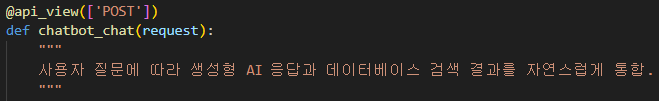 @api_view(['POST'])
def chatbot_chat(request):
"""
사용자 질문에 따라 생성형 AI 응답과 데이터베이스 검색 결과를 자연스럽게 통합.
"""